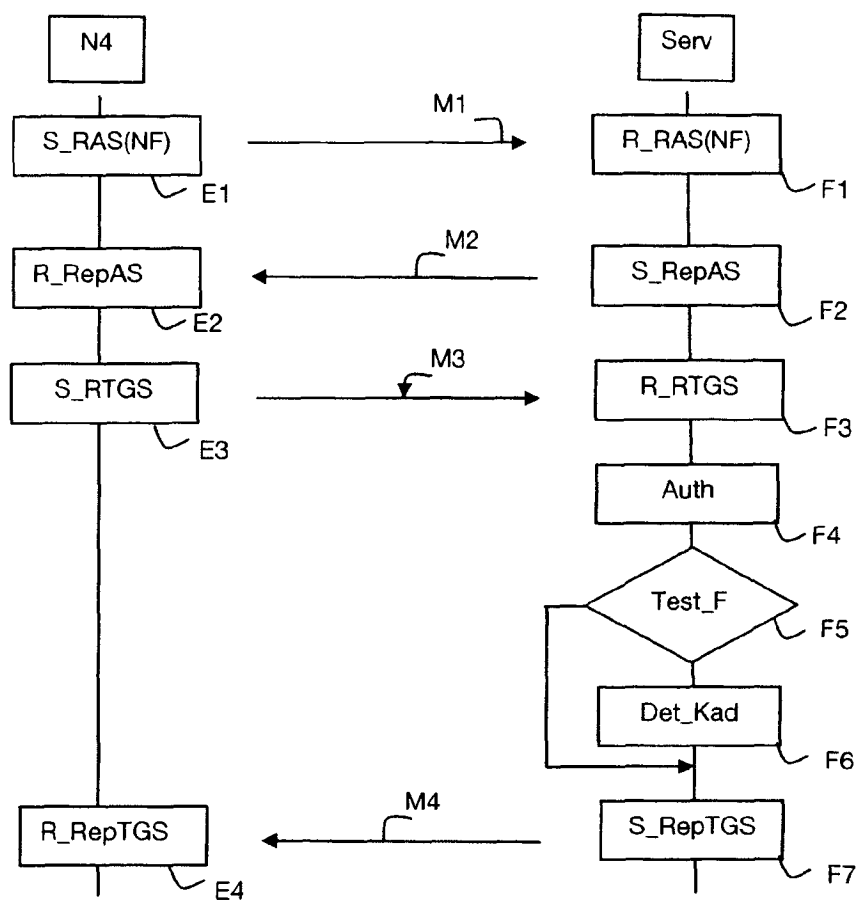 N4
Serv
M1
S_RAS(NF)
R_RAS(NF)
E1
F1
M2
R_RepAS
S_RepAS
E2
F2
M3
S_RTGS
R_RTGS
E3
F3
Auth
F4
Test_F
F5
Det_Kad
F6
M4
R_RepTGS
S_RepTGS
E4
F7